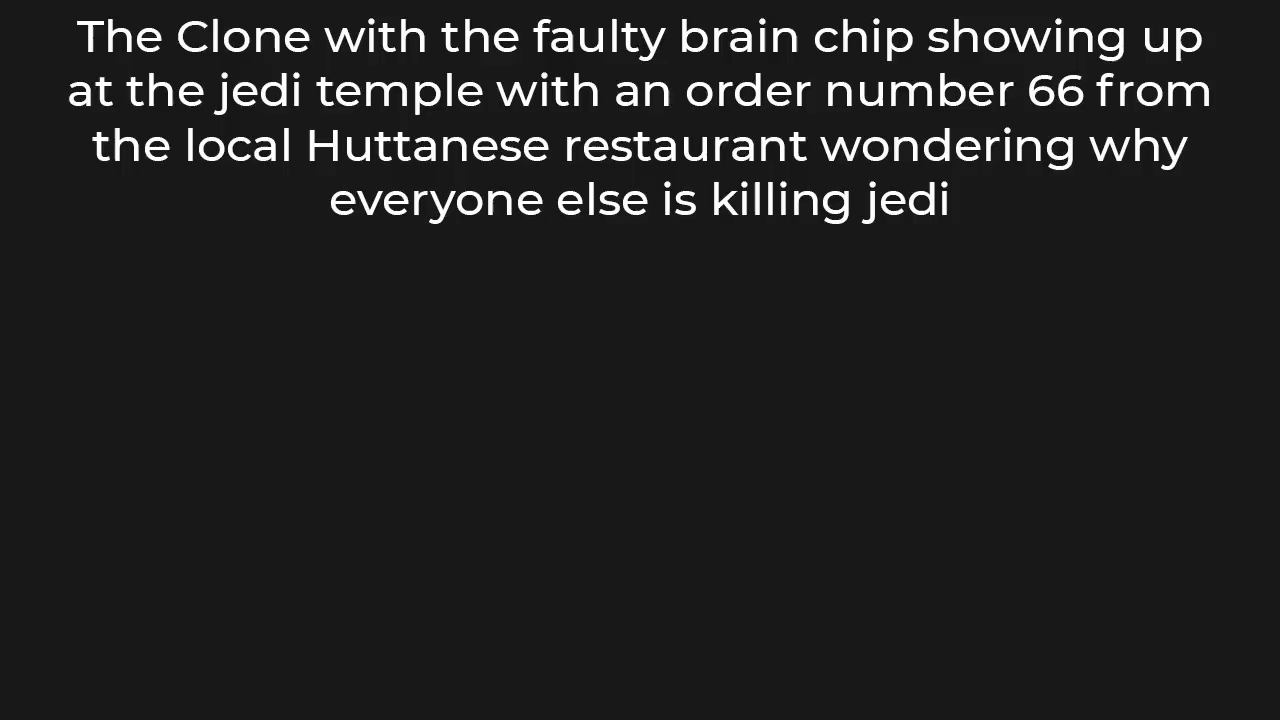 The Clone with the faulty brain chip showing up
at the jedi temple with an order number 66 from
the local Huttanese restaurant wondering why
everyone else is killing jedi